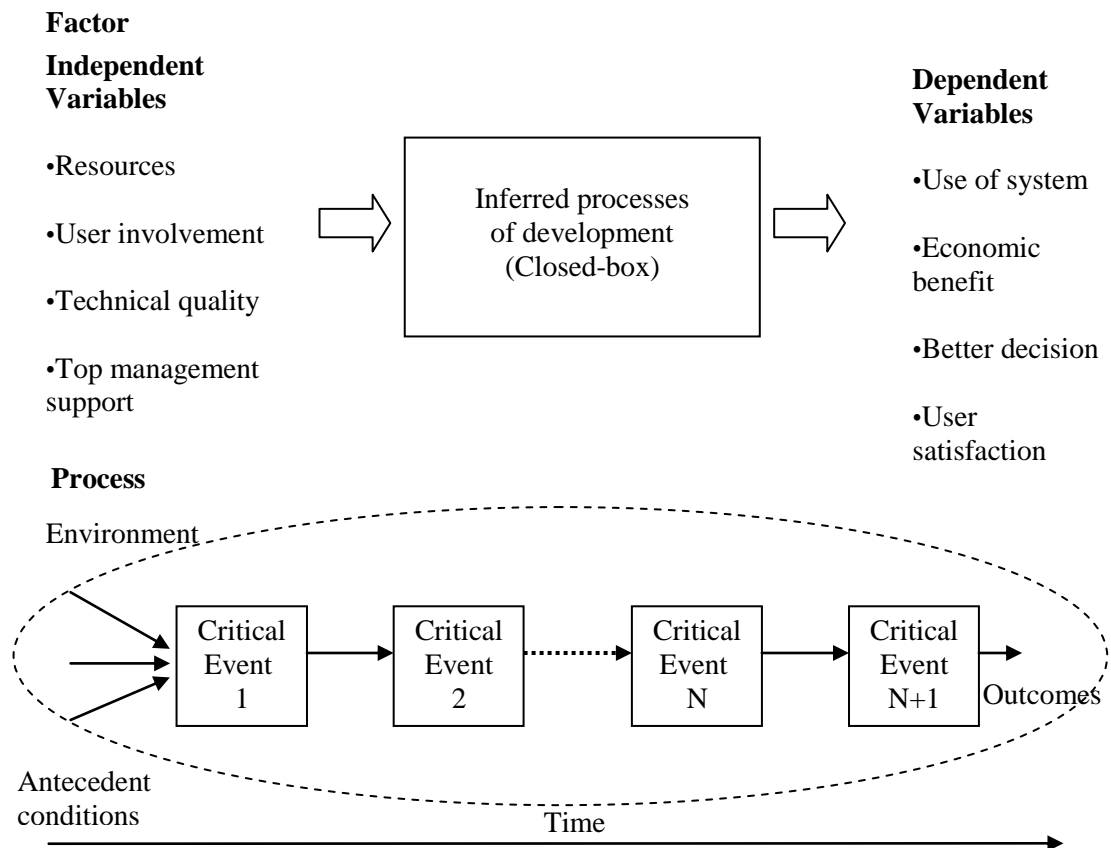 Factor
Independent
Variables
•Resources
•User involvement
•Technical quality
•Top management
support
Inferred processes
of development
(Closed-box)
Dependent
Variables
•Use of system
•Economic
benefit
•Better decision
•User
satisfaction
Process
Environment
Critical
Event
1
Critical
Event
2
Critical
Event
N
Critical
Event
N+1
Outcomes
Antecedent
conditions
Time